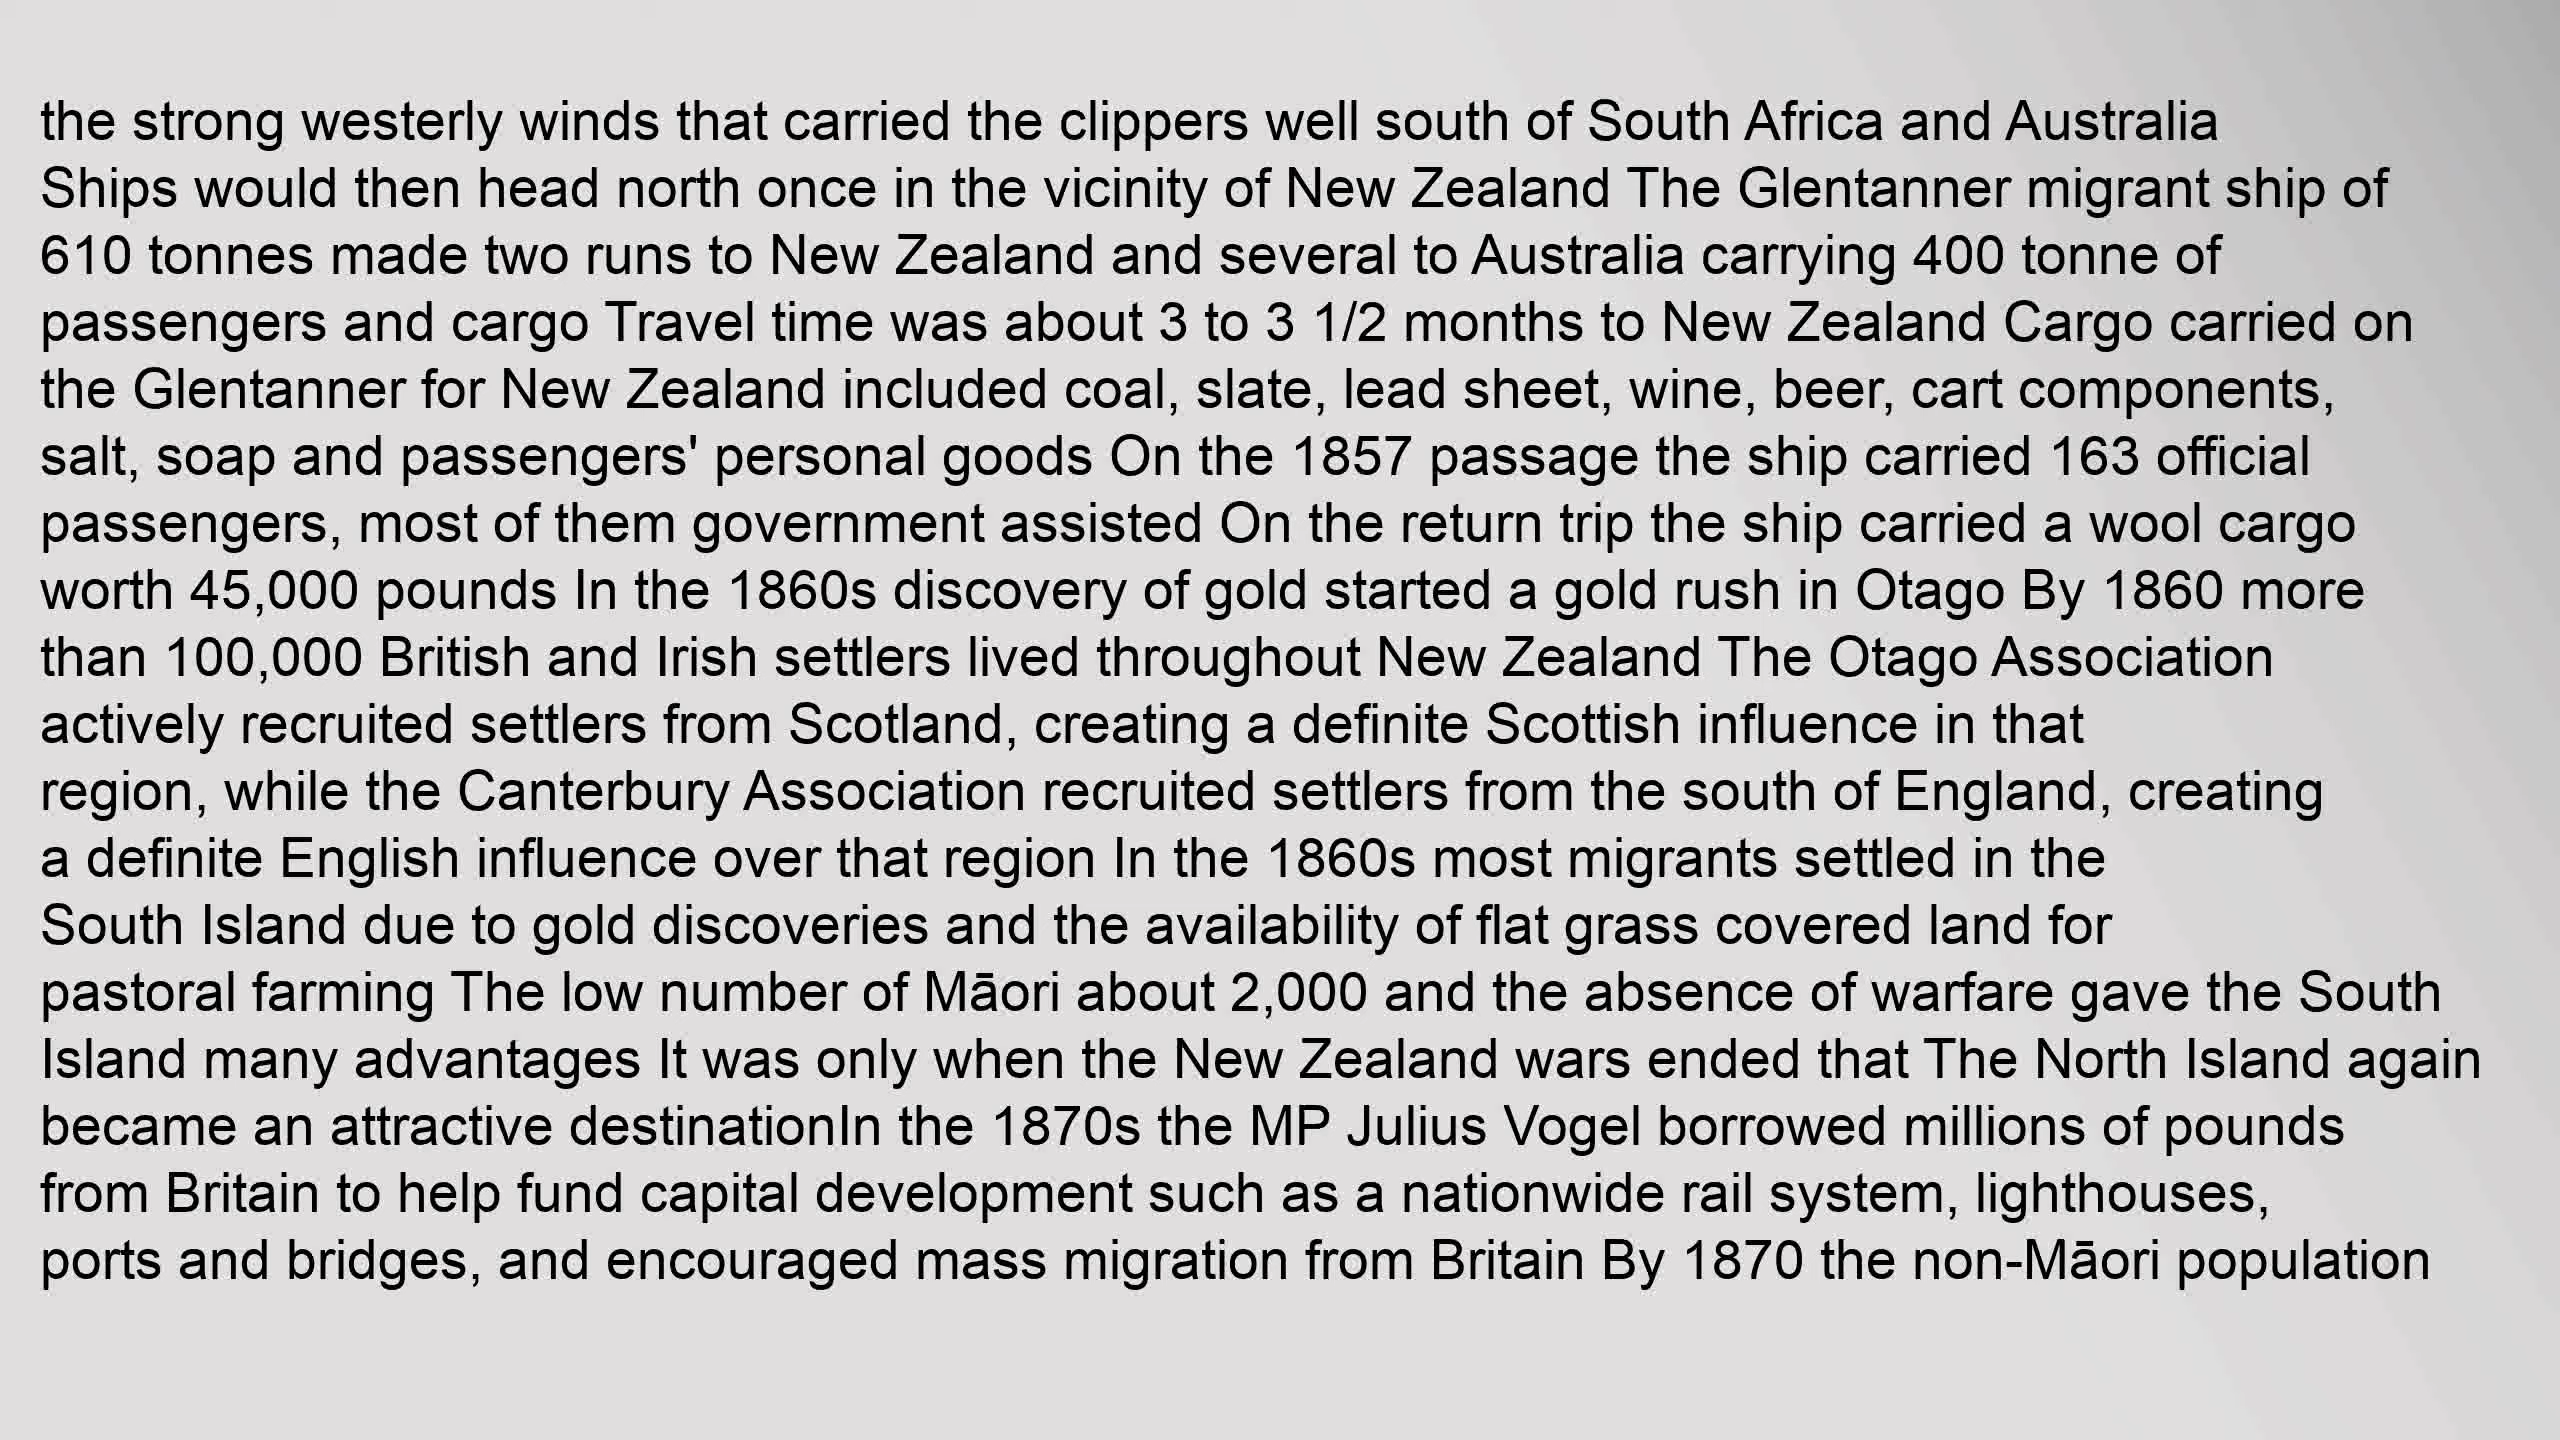 the strong westerly winds that carried the clippers well south of South Africa and Australia
Ships would then head north once in the vicinity of New Zealand The Glentanner migrant ship of
610 tonnes made two runs to New Zealand and several to Australia carrying 400 tonne of
passengers and cargo Travel time was about 3 to 3 1/2 months to New Zealand Cargo carried on
the Glentanner for New Zealand included coal, slate, lead sheet, wine, beer, cart components,
salt, soap and passengers' personal goods On the 1857 passage the ship carried 163 official
passengers, most of them government assisted On the return trip the ship carried a wool cargo
worth 45,000 pounds In the 1860s discovery of gold started a gold rush in Otago By 1860 more
than 100,000 British and Irish settlers lived throughout New Zealand The Otago Association
actively recruited settlers from Scotland, creating a definite Scottish influence in that
region, while the Canterbury Association recruited settlers from the south of England, creating
a definite English influence over that region In the 1860s most migrants settled in the
South Island due to gold discoveries and the availability of flat grass covered land for
pastoral farming The low number of Māori about 2,000 and the absence of warfare gave the South
Island many advantages It was only when the New Zealand wars ended that The North Island again
became an attractive destinationIn the 1870s the MP Julius Vogel borrowed millions of pounds
from Britain to help fund capital development such as a nationwide rail system, lighthouses,
ports and bridges, and encouraged mass migration from Britain By 1870 the non-Māori population